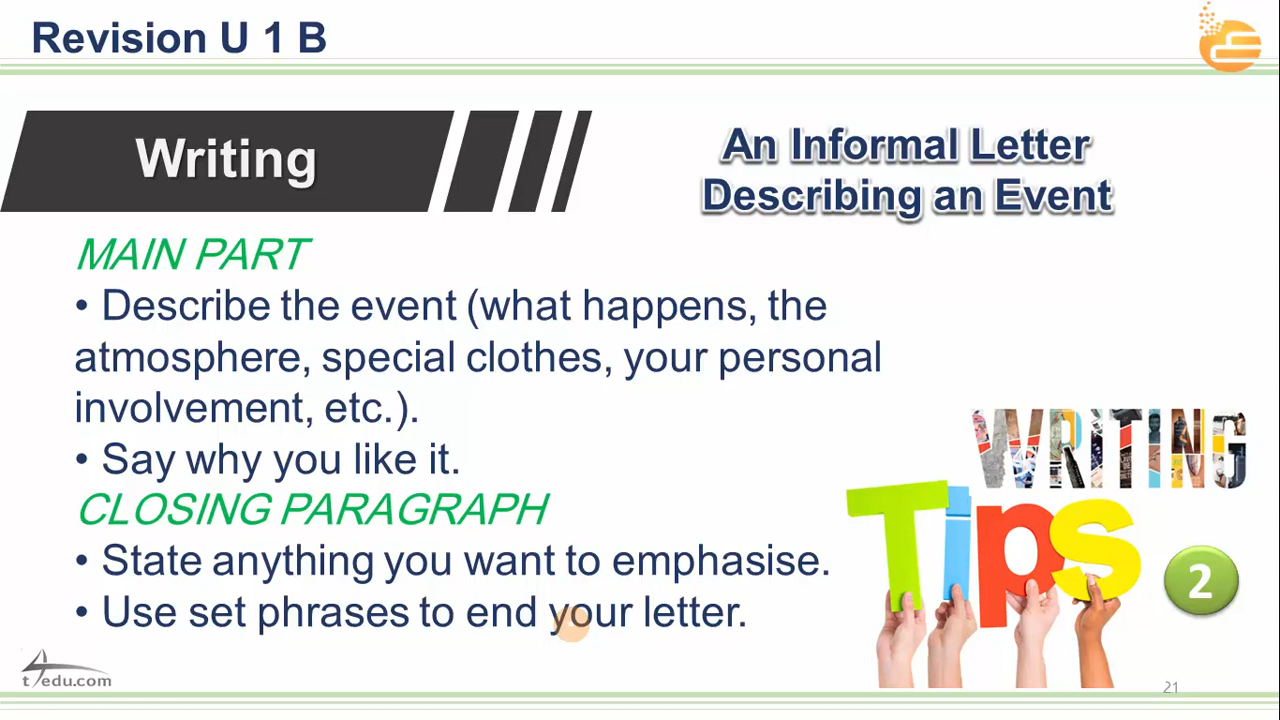 Revision U 1 B
Writing
An Informal Letter
Describing an Event
MAIN PART
• Describe the event (what happens, the
atmosphere, special clothes, your personal
involvement, etc.).
• Say why you like it.
CLOSING PARAGRAPH
• State anything you want to emphasise.
• Use set phrases to end your letter.
WRITING
Tips
2
t4edu.com
21